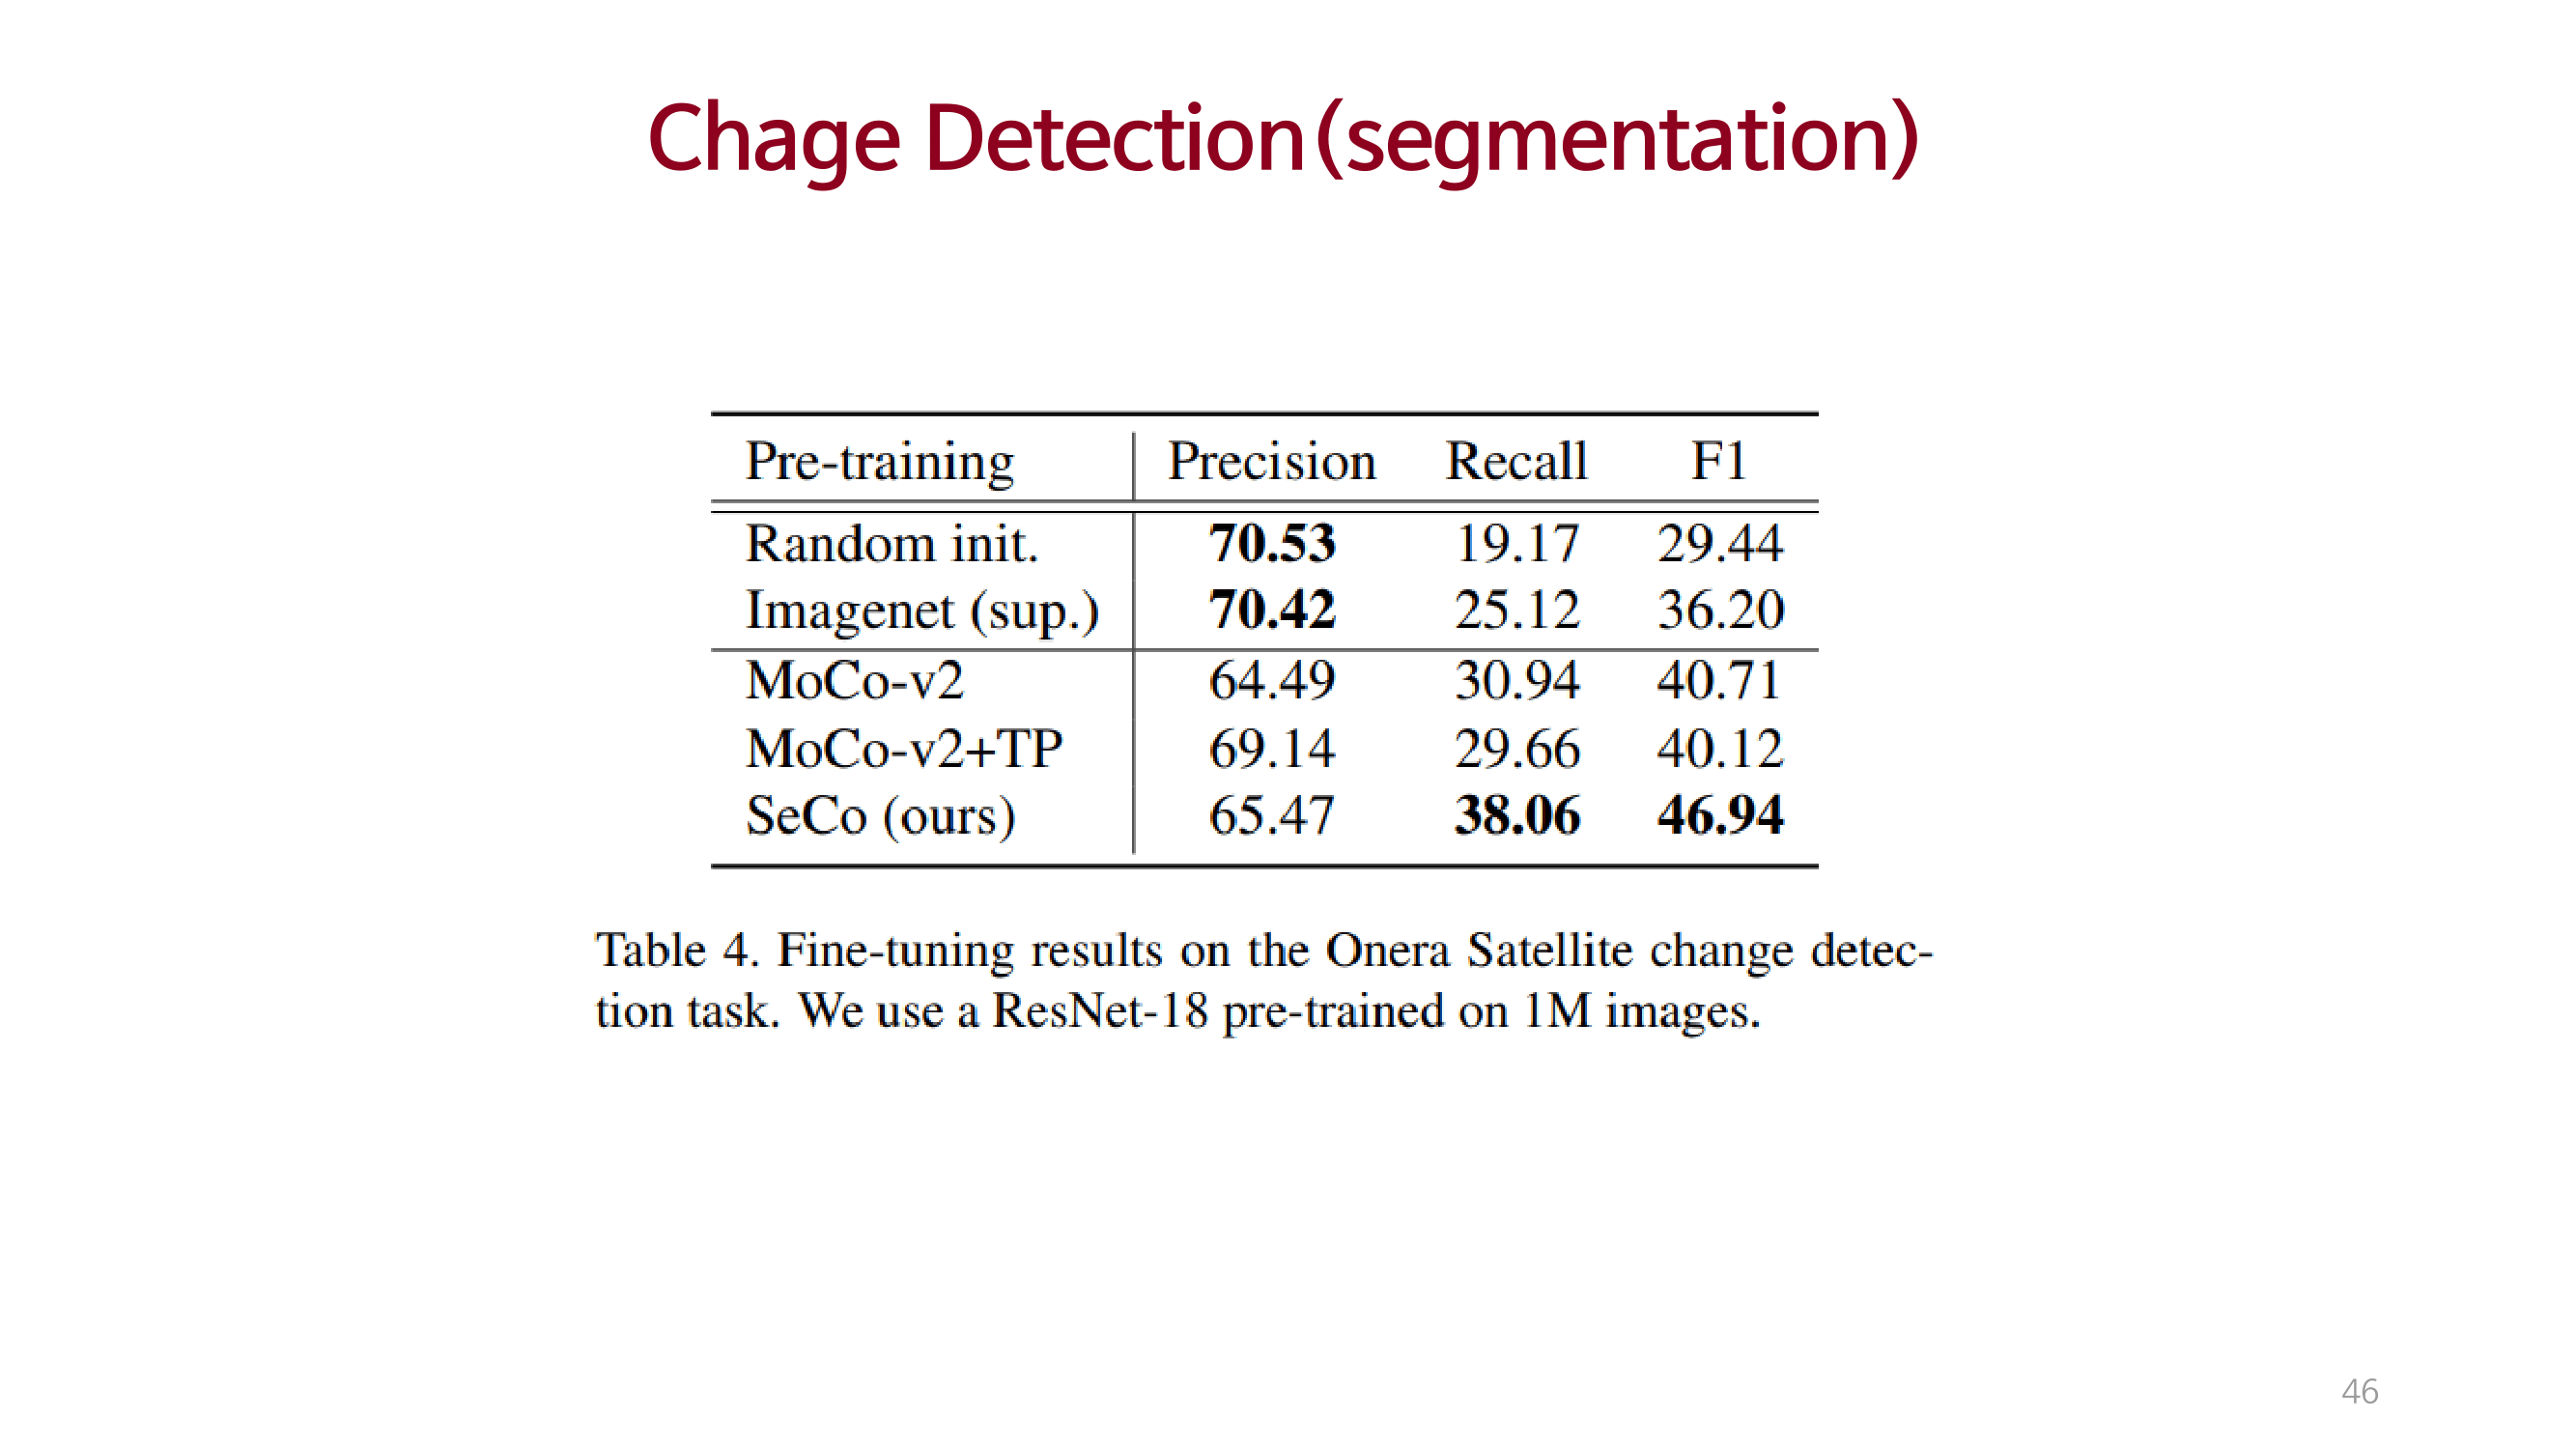 Chage Detection(segmentation)
Pre-training Precision Recall F1
Random init. 70.53 19.17 29.44
Imagenet (sup.) 70.42 25.12 36.20
MoCo-v2 64.49 30.94 40.71
MoCo-v2+TP 69.14 29.66 40.12
SeCo (ours) 65.47 38.06 46.94
Table 4. Fine-tuning results on the Onera Satellite change detec-
tion task. We use a ResNet-18 pre-trained on 1M images.
46